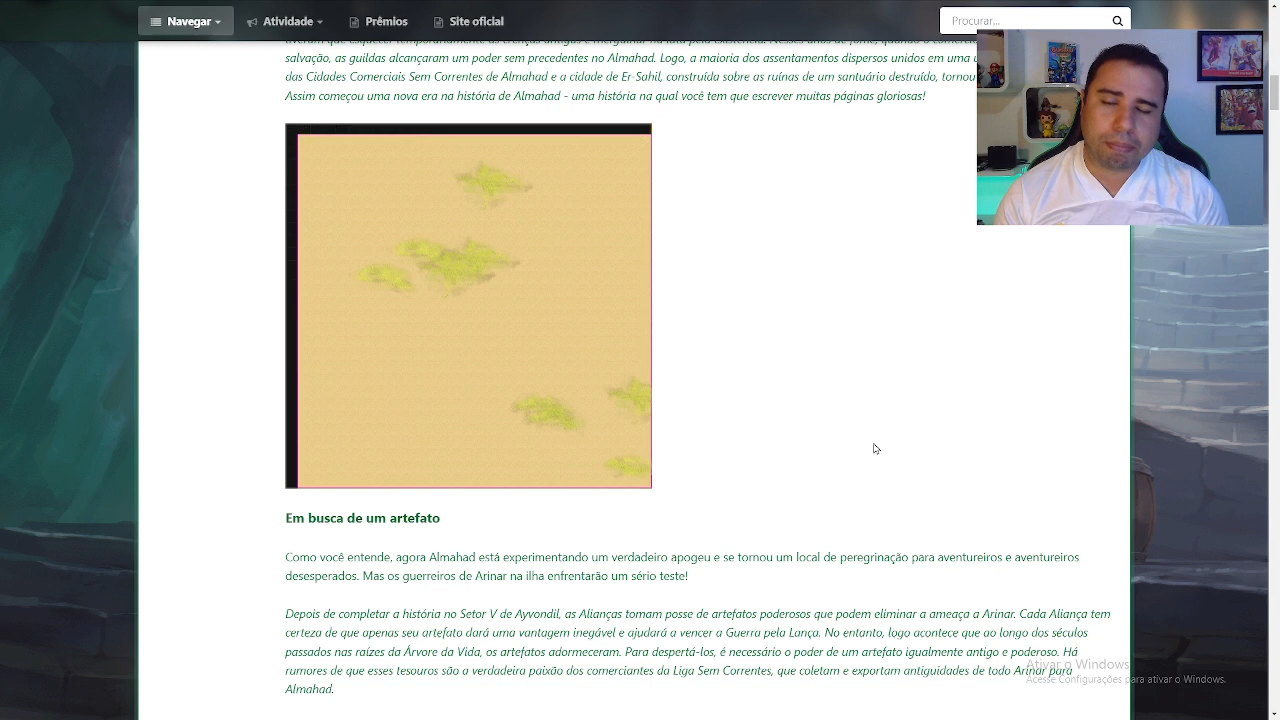 Navegar
Atividade
Prêmios
Site oficial
Procurar...
salvação, as guildas alcançaram um poder sem precedentes no Almahad. Logo, a maioria dos assentamentos dispersos unidos em uma
das Cidades Comerciais Sem Correntes de Almahad e a cidade de Er-Sahil, construída sobre as ruínas de um santuário destruído, tornou
Assim começou uma nova era na história de Almahad - uma história na qual você tem que escrever muitas páginas gloriosas!
Em busca de um artefato
Como você entende, agora Almahad está experimentando um verdadeiro apogeu e se tornou um local de peregrinação para aventureiros e aventureiros
desesperados. Mas os guerreiros de Arinar na ilha enfrentarão um sério teste!
Depois de completar a história no Setor V de Ayvondil, as Alianças tomam posse de artefatos poderosos que podem eliminar a ameaça a Arinar. Cada Aliança tem
certeza de que apenas seu artefato dará uma vantagem inegável e ajudará a vencer a Guerra pela Lança. No entanto, logo acontece que ao longo dos séculos
passados nas raízes da Árvore da Vida, os artefatos adormeceram. Para despertá-los, é necessário o poder de um artefato igualmente antigo e poderoso. Há
rumores de que esses tesouros são a verdadeira paixão dos comerciantes da Liga Sem Correntes, que coletam e exportam antiguidades de todo Arinar para
Almahad.
Ativar o Windows
Acesse Configurações para ativar o Windows.